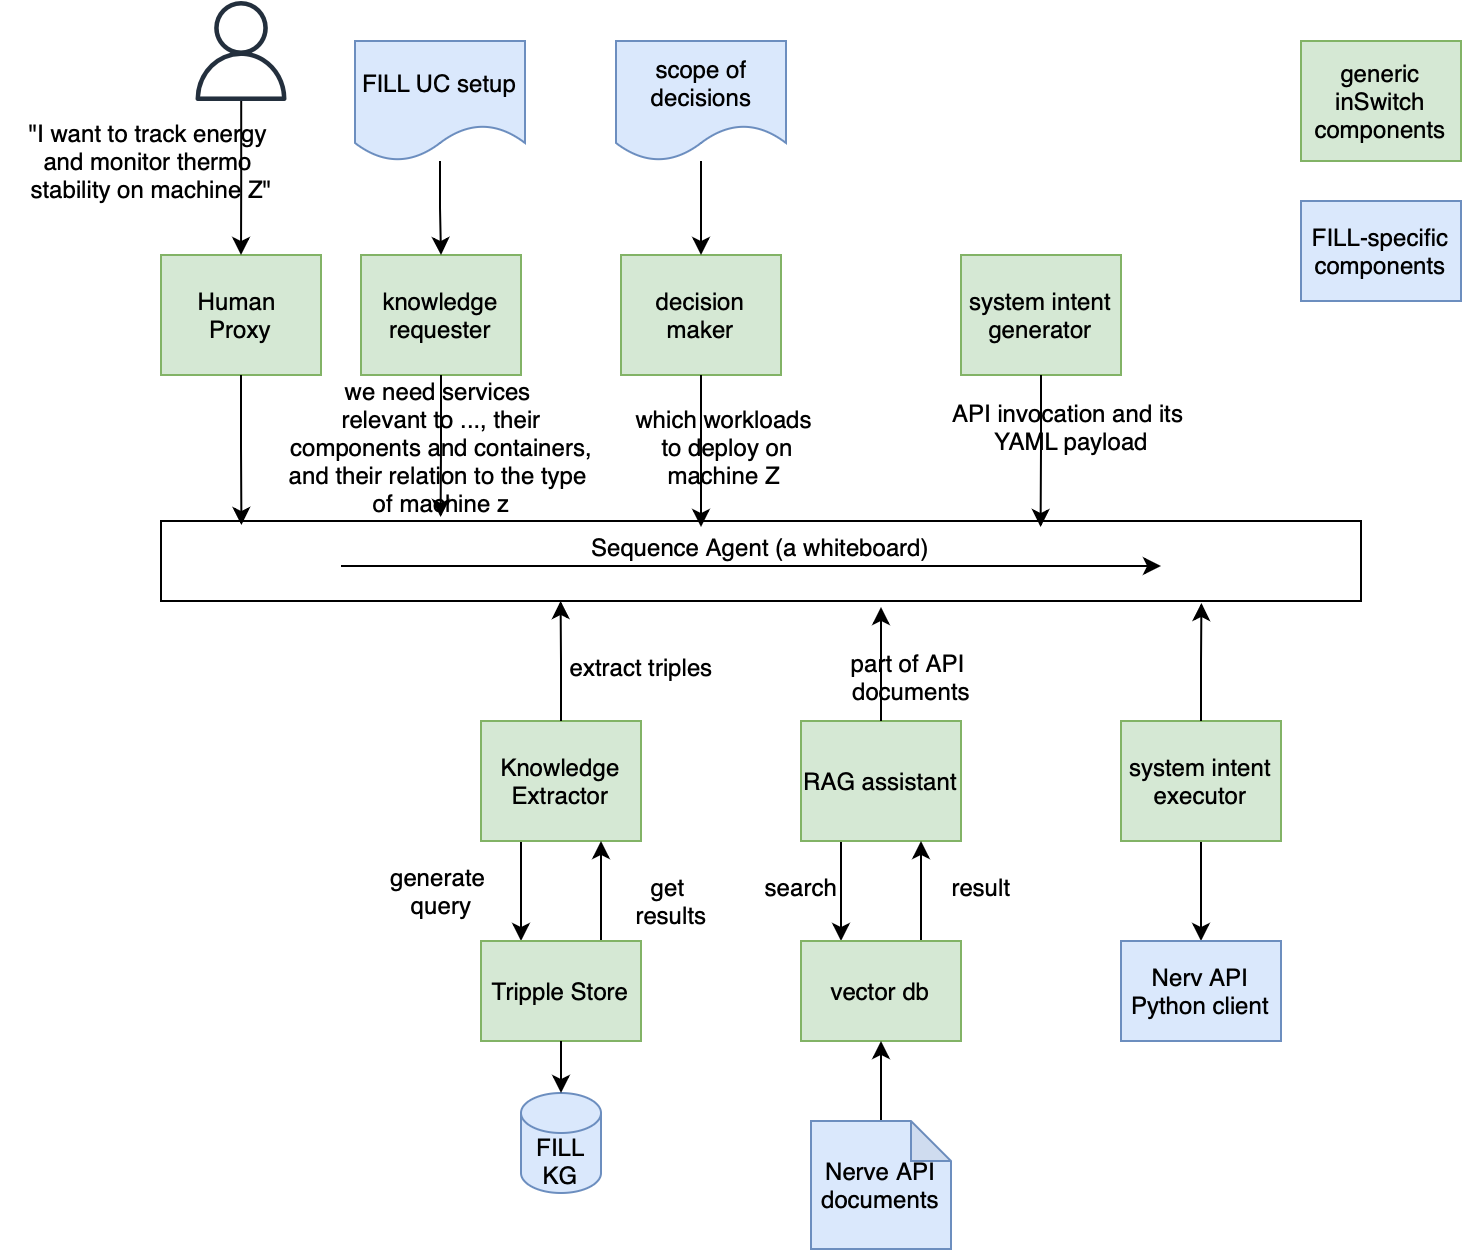 FILL UC setup
scope of
decisions
generic
inSwitch
components
"I want to track energy
and monitor thermo
stability on machine Z"
FILL-specific
components
Human
Proxy
knowledge
requester
decision
maker
system intent
generator
we need services
relevant to ..., their
components and containers,
and their relation to the type
of machine z
which workloads
to deploy on
machine Z
API invocation and its
YAML payload
Sequence Agent (a whiteboard)
extract triples
part of API
documents
Knowledge
Extractor
RAG assistant
system intent
executor
generate
query
get
results
search
result
Tripple Store
vector db
Nerv API
Python client
FILL
KG
Nerve API
documents